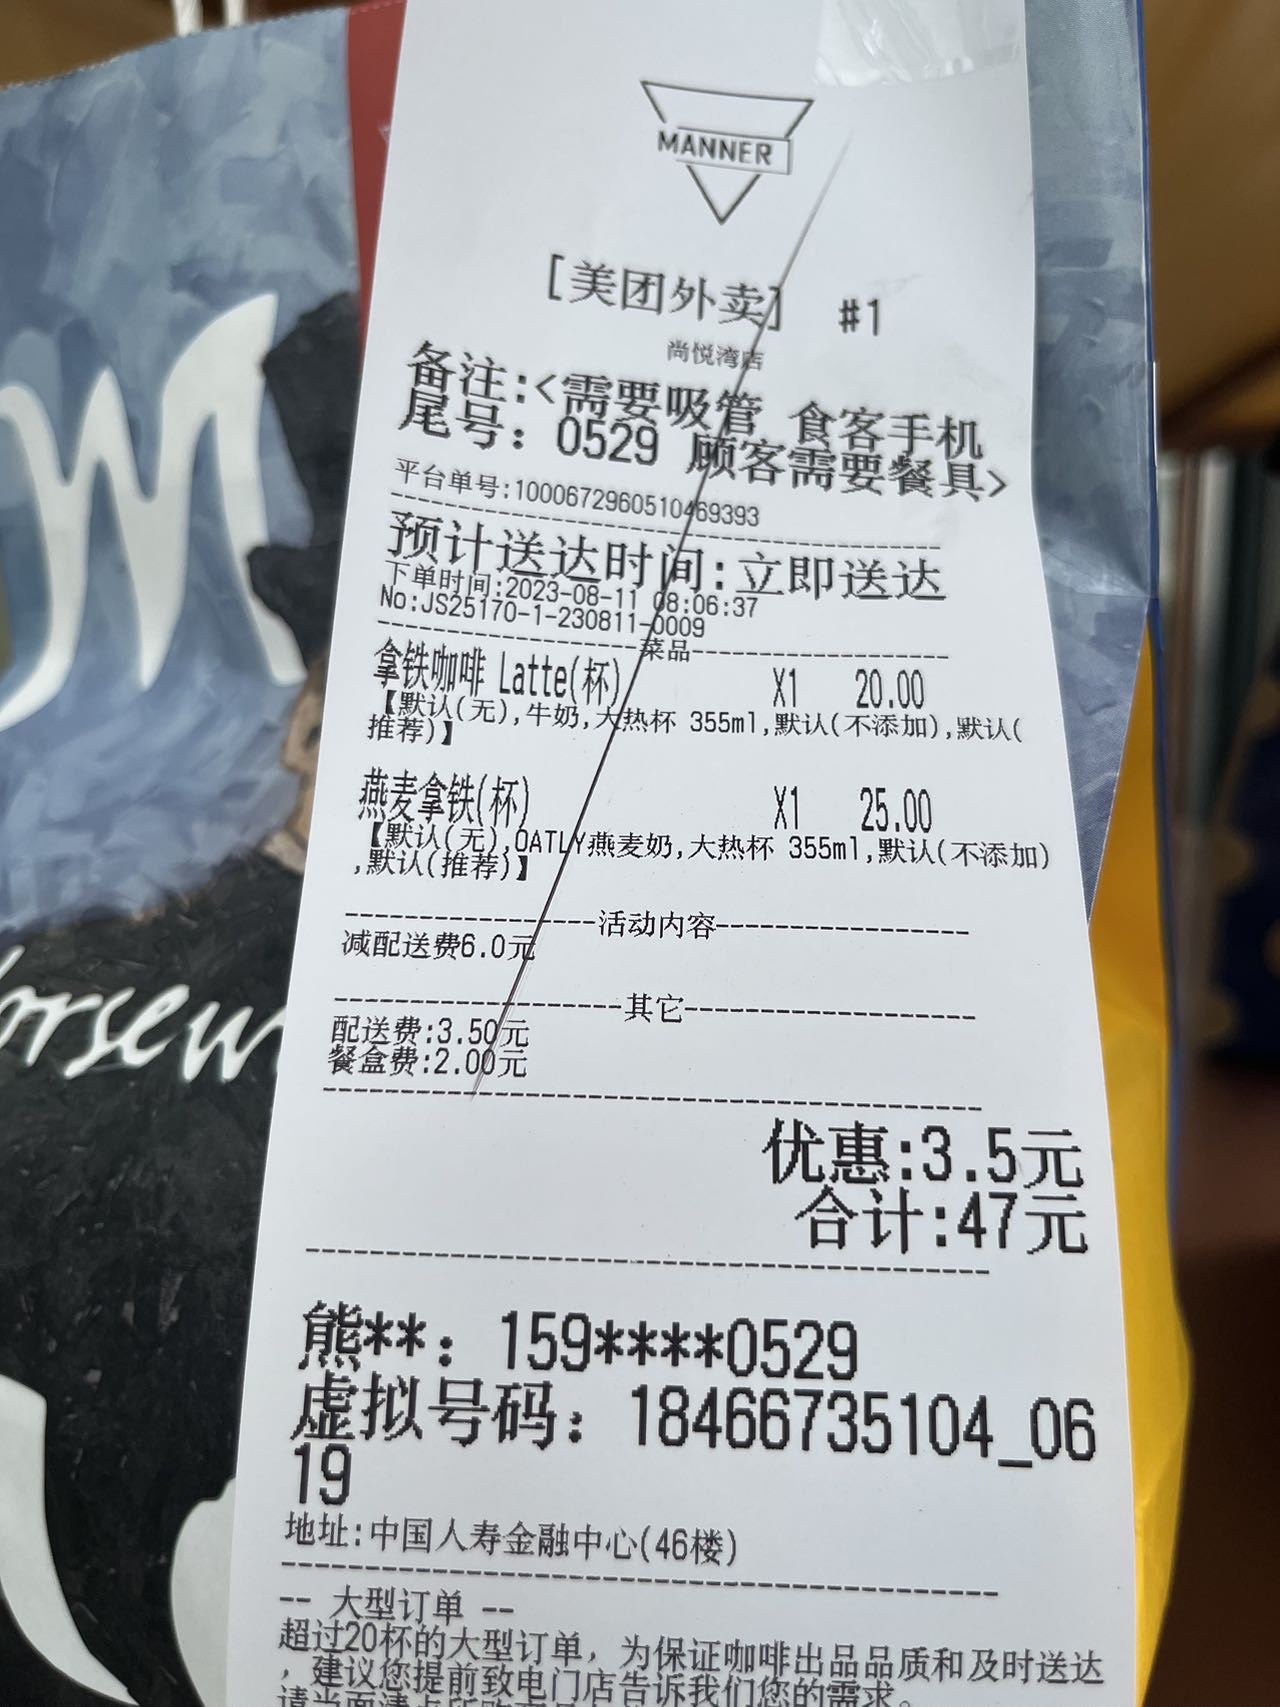 MANNER
[美团外卖] #1
尚悦湾店
备注:<需要吸管 食客手机
尾号: 0529 顾客需要餐具>
平台单号:1000672960510469393
预计送达时间:立即送达
下单时间:2023-08-11 08:06:37
No:JS25170-1-230811-0009
菜品
拿铁咖啡 Latte(杯) X1 20.00
【默认(无),牛奶,大热杯 355ml,默认(不添加),默认(
推荐)】
燕麦拿铁(杯) X1 25.00
【默认(无),OATLY燕麦奶,大热杯 355ml,默认(不添加)
,默认(推荐)】
活动内容
减配送费6.0元
其它
配送费:3.50元
餐盒费:2.00元
优惠:3.5元
合计:47元
熊**: 159****0529
虚拟号码: 18466735104_06
19
地址:中国人寿金融中心(46楼)
-- 大型订单 --
超过20杯的大型订单, 为保证咖啡出品品质和及时送达
, 建议您提前致电门店告诉我们您的需求。